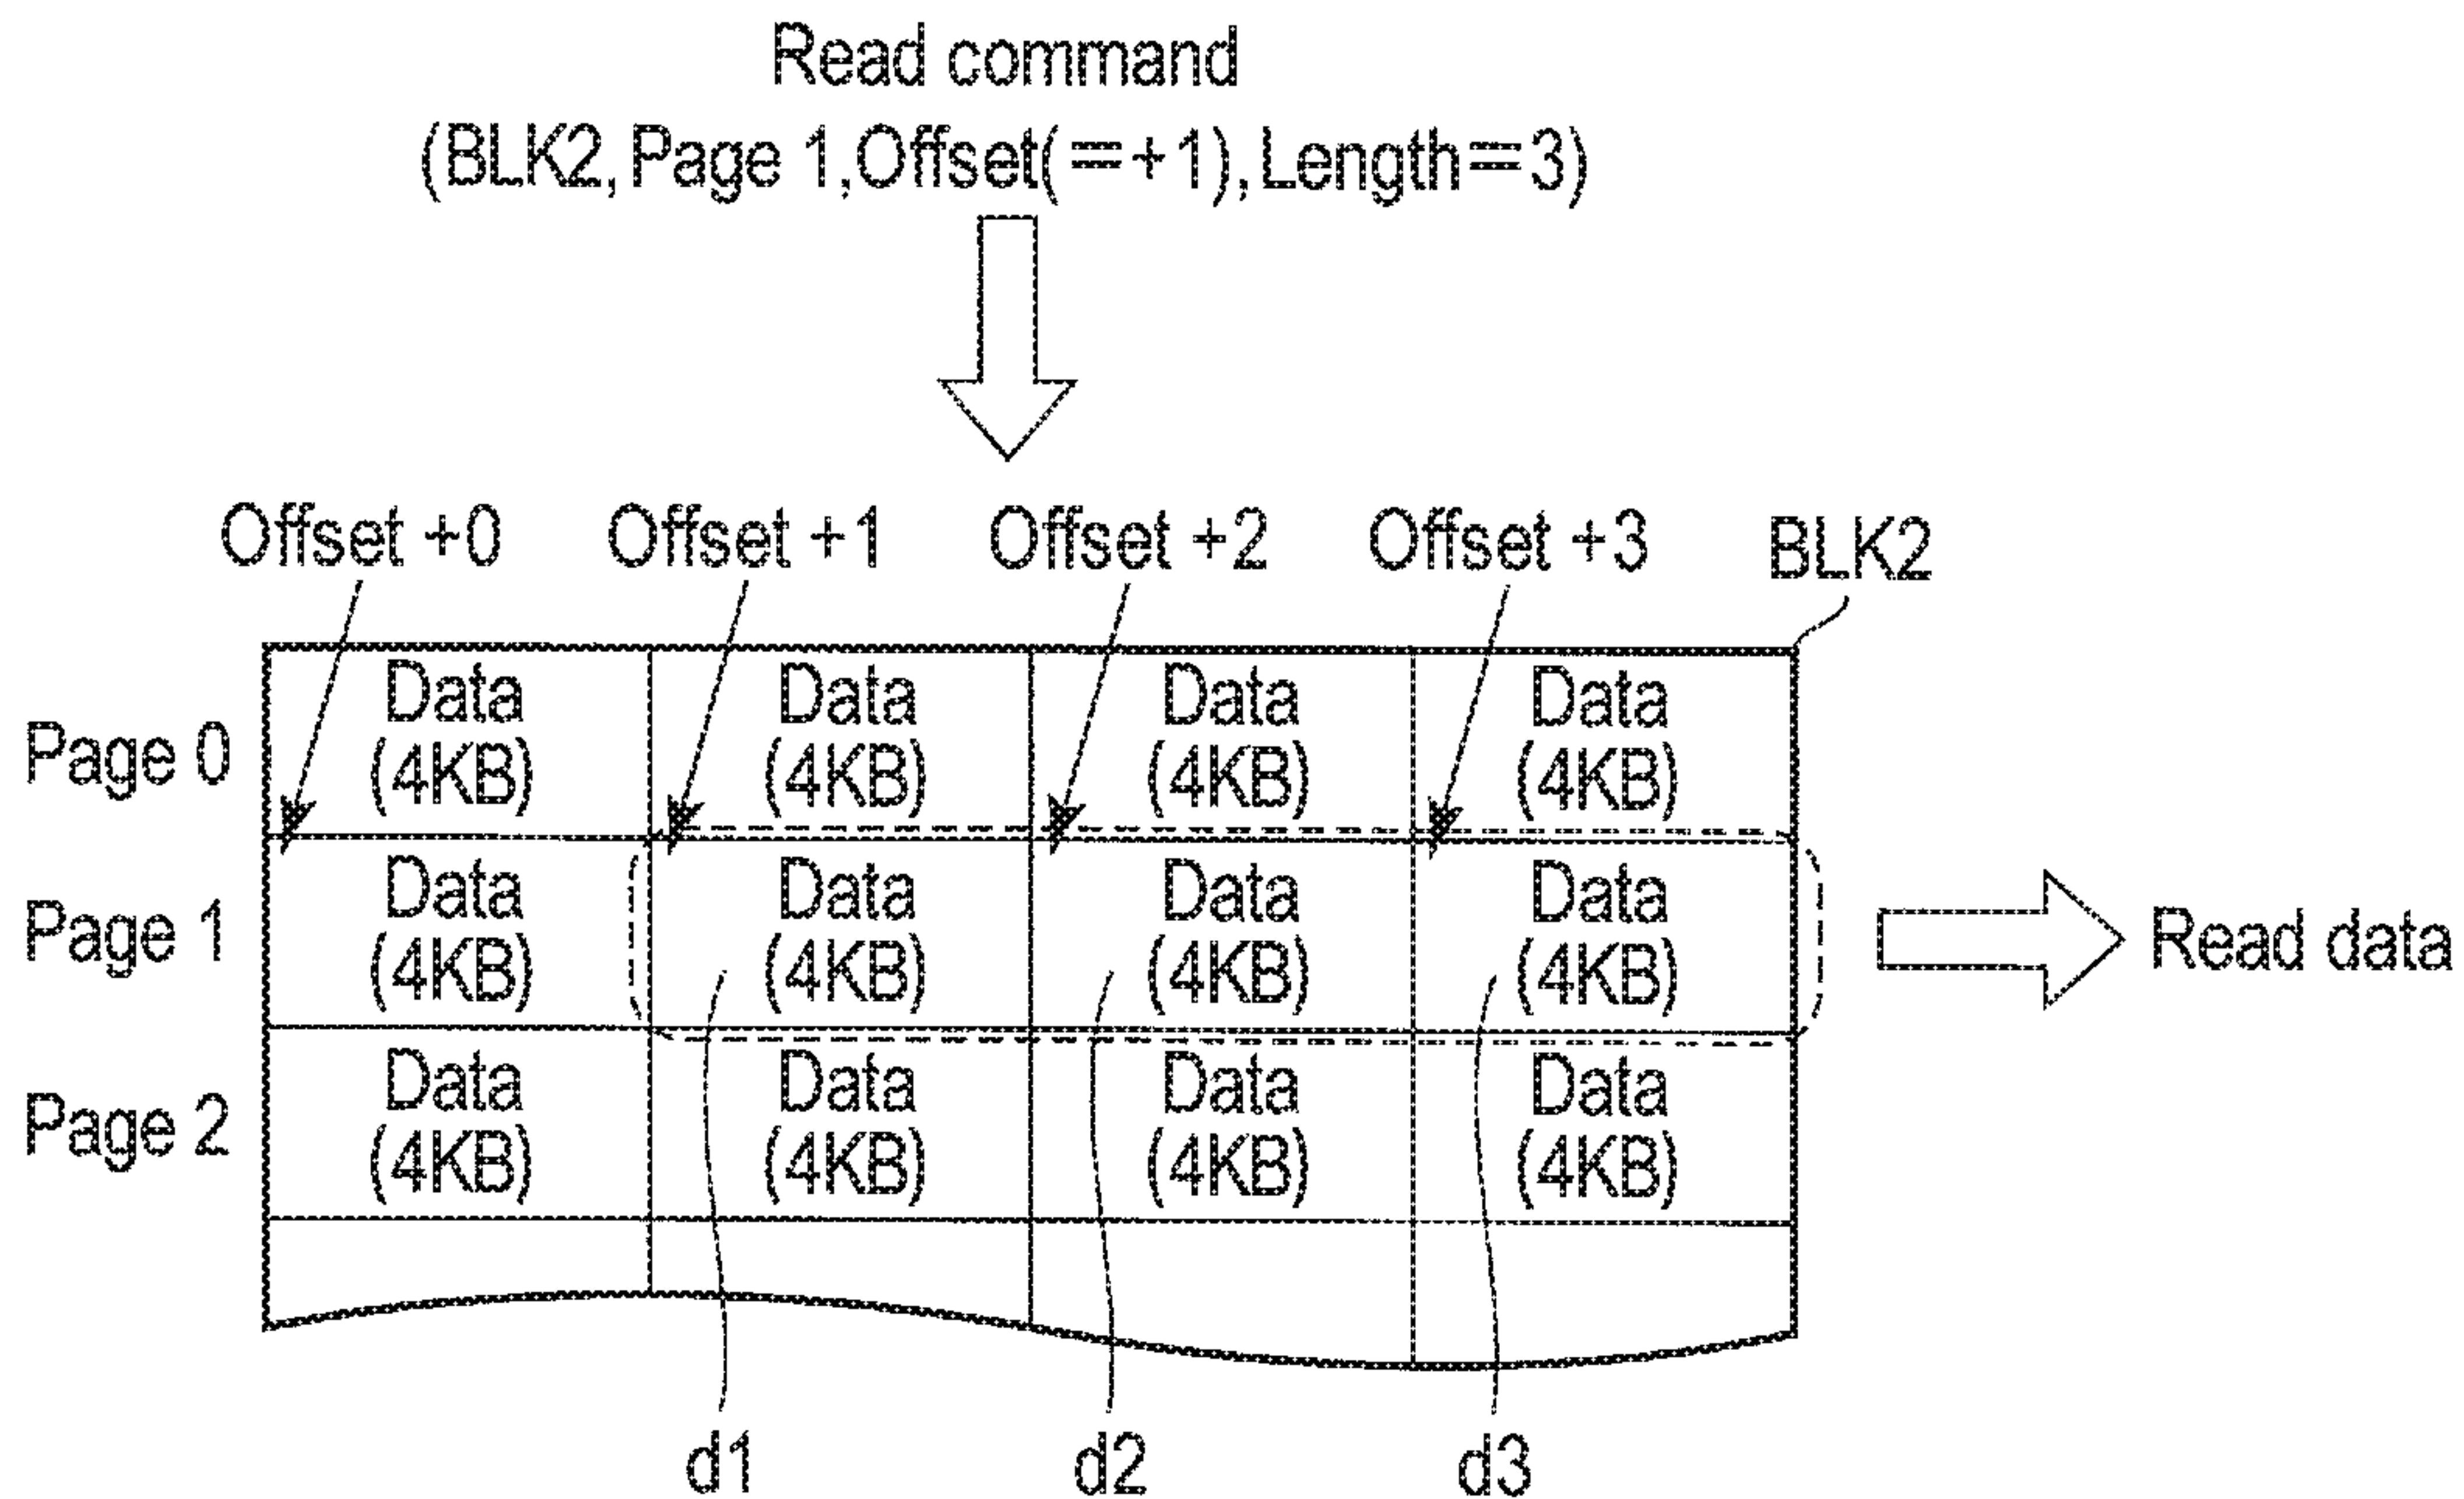 Read command
(BLK2, Page 1, Offset(=+1), Length=3)
Offset +0 Offset +1 Offset +2 Offset +3 BLK2
Page 0
Data Data Data Data
(4KB) (4KB) (4KB) (4KB)
Page 1
Data Data Data Data
(4KB) (4KB) (4KB) (4KB)
Read data
Page 2
Data Data Data Data
(4KB) (4KB) (4KB) (4KB)
d1 d2 d3